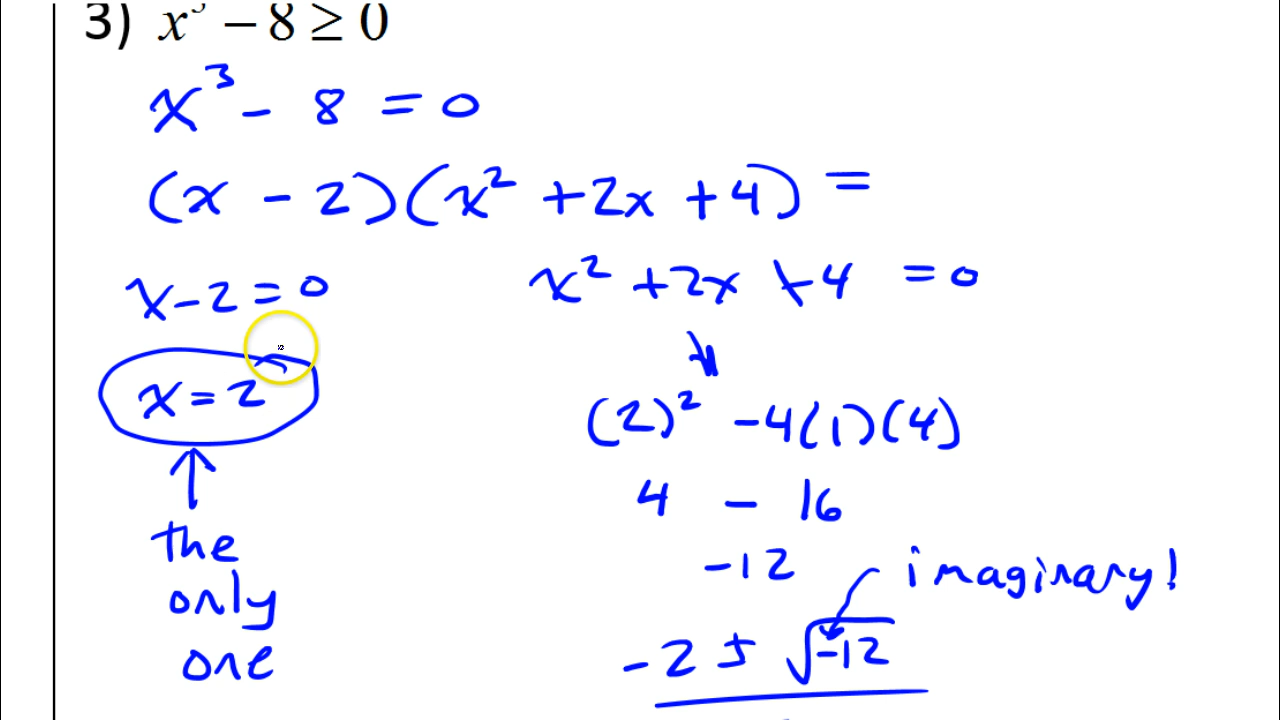 3) x³ − 8 ≥ 0
x³ - 8 = 0
(x - 2)(x² + 2x + 4) =
x - 2 = 0
x = 2
the
only
one
x² + 2x + 4 = 0
(2)² - 4(1)(4)
4 - 16
-12
imaginary!
-2 ± √-12